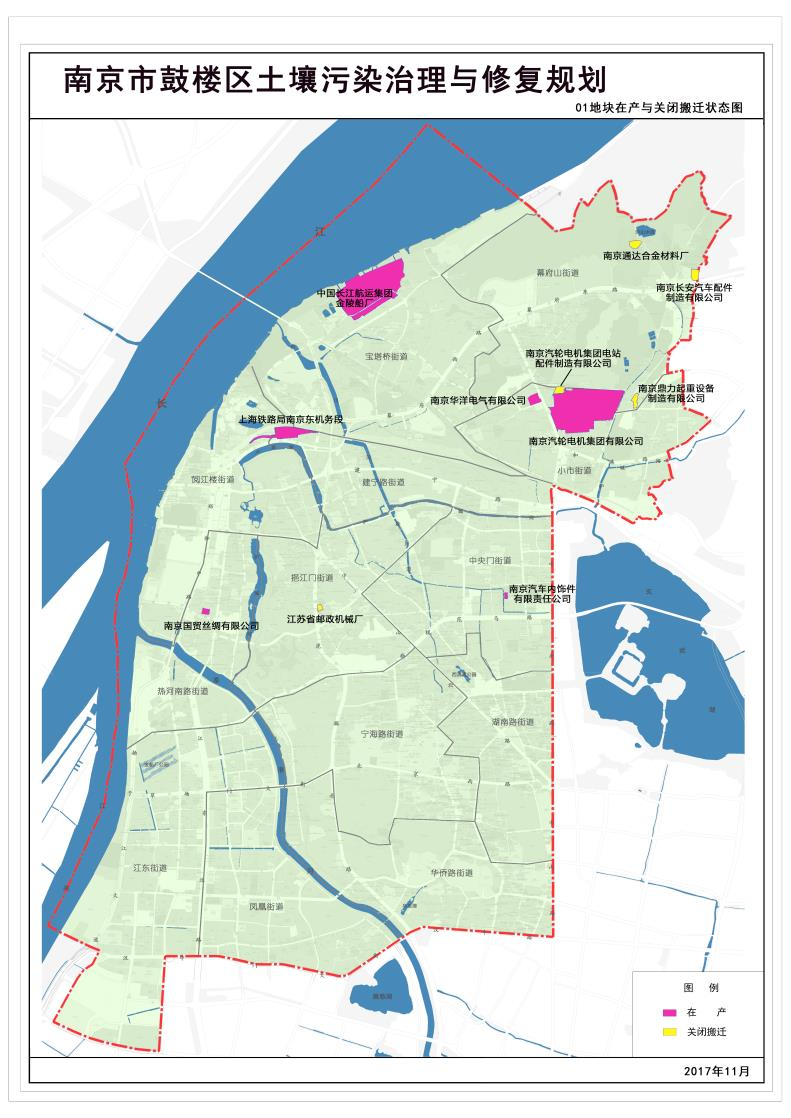 南京市鼓楼区土壤污染治理与修复规划
01地块在产与关闭搬迁状态图
江
南京通达合金材料厂
幕府山街道
南京长安汽车配件
制造有限公司
中国长江航运集团
金陵船厂
宝塔桥街道
南京汽轮电机集团电站
配件制造有限公司
南京鼎力起重设备
制造有限公司
南京华洋电气有限公司
长
上海铁路局南京东机务段
南京汽轮电机集团有限公司
小市街道
阅江楼街道
建宁路街道
中央门街道
挹江门街道
南京汽车内饰件
有限责任公司
玄
江苏省邮政机械厂
南京国贸丝绸有限公司
武
热河南路街道
湖
湖南路街道
宁海路街道
江
江东街道
华侨路街道
凤凰街道
图 例
在 产
关闭搬迁
2017年11月